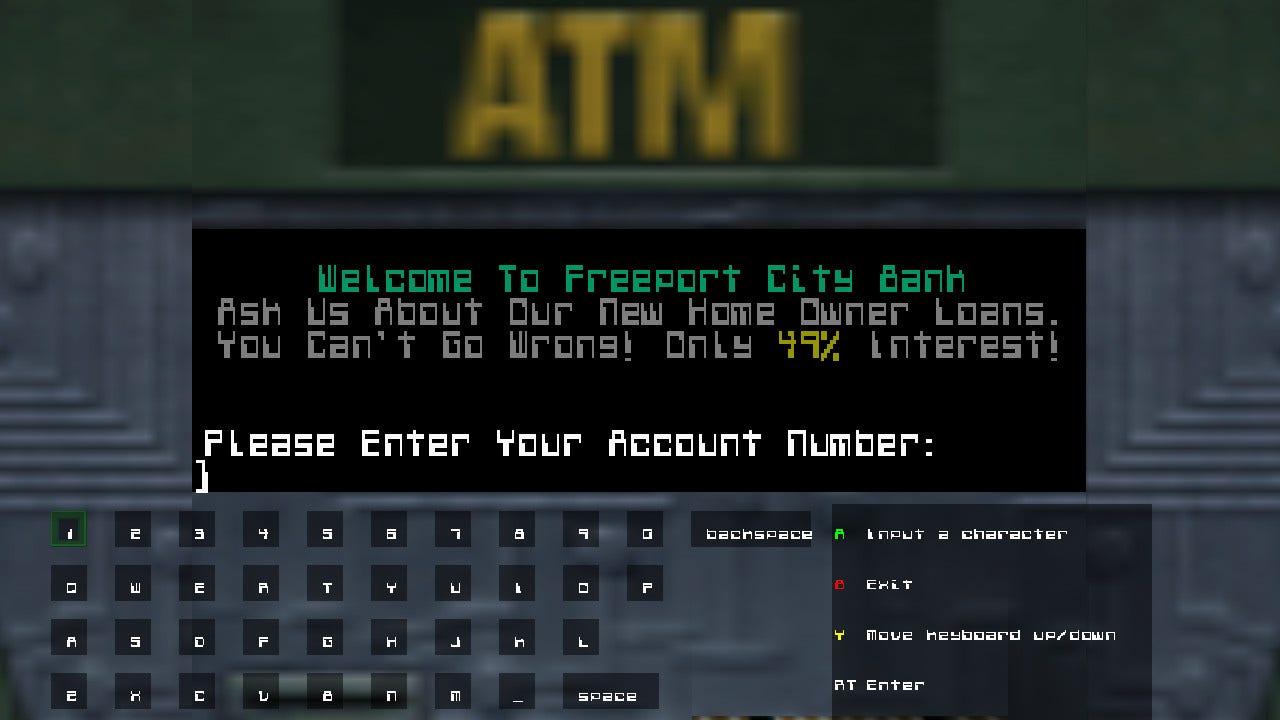 ATM
Welcome To Freeport City Bank
Ask Us About Our New Home Owner Loans.
You Can't Go Wrong! Only 49% Interest!
Please Enter Your Account Number:
]
1 2 3 4 5 6 7 8 9 0 backspace A Input a character
Q W E R T Y U I O P B Exit
A S D F G H J K L Y Move keyboard up/down
Z X C V B N M _ space RT Enter